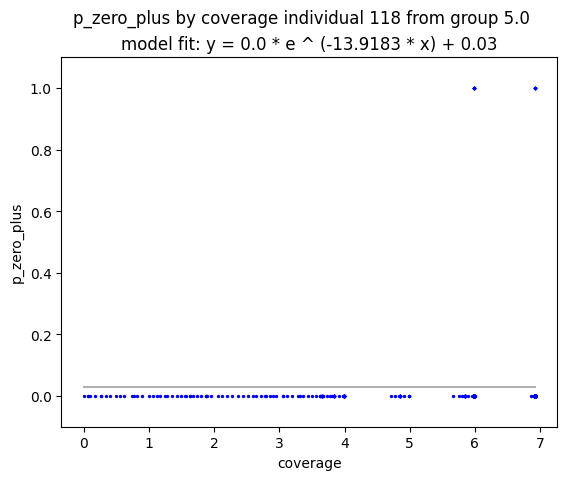 p_zero_plus by coverage individual 118 from group 5.0
model fit: y = 0.0 * e ^ (-13.9183 * x) + 0.03
1.0
0.8
0.6
0.4
0.2
0.0
p_zero_plus
0 1 2 3 4 5 6 7
coverage